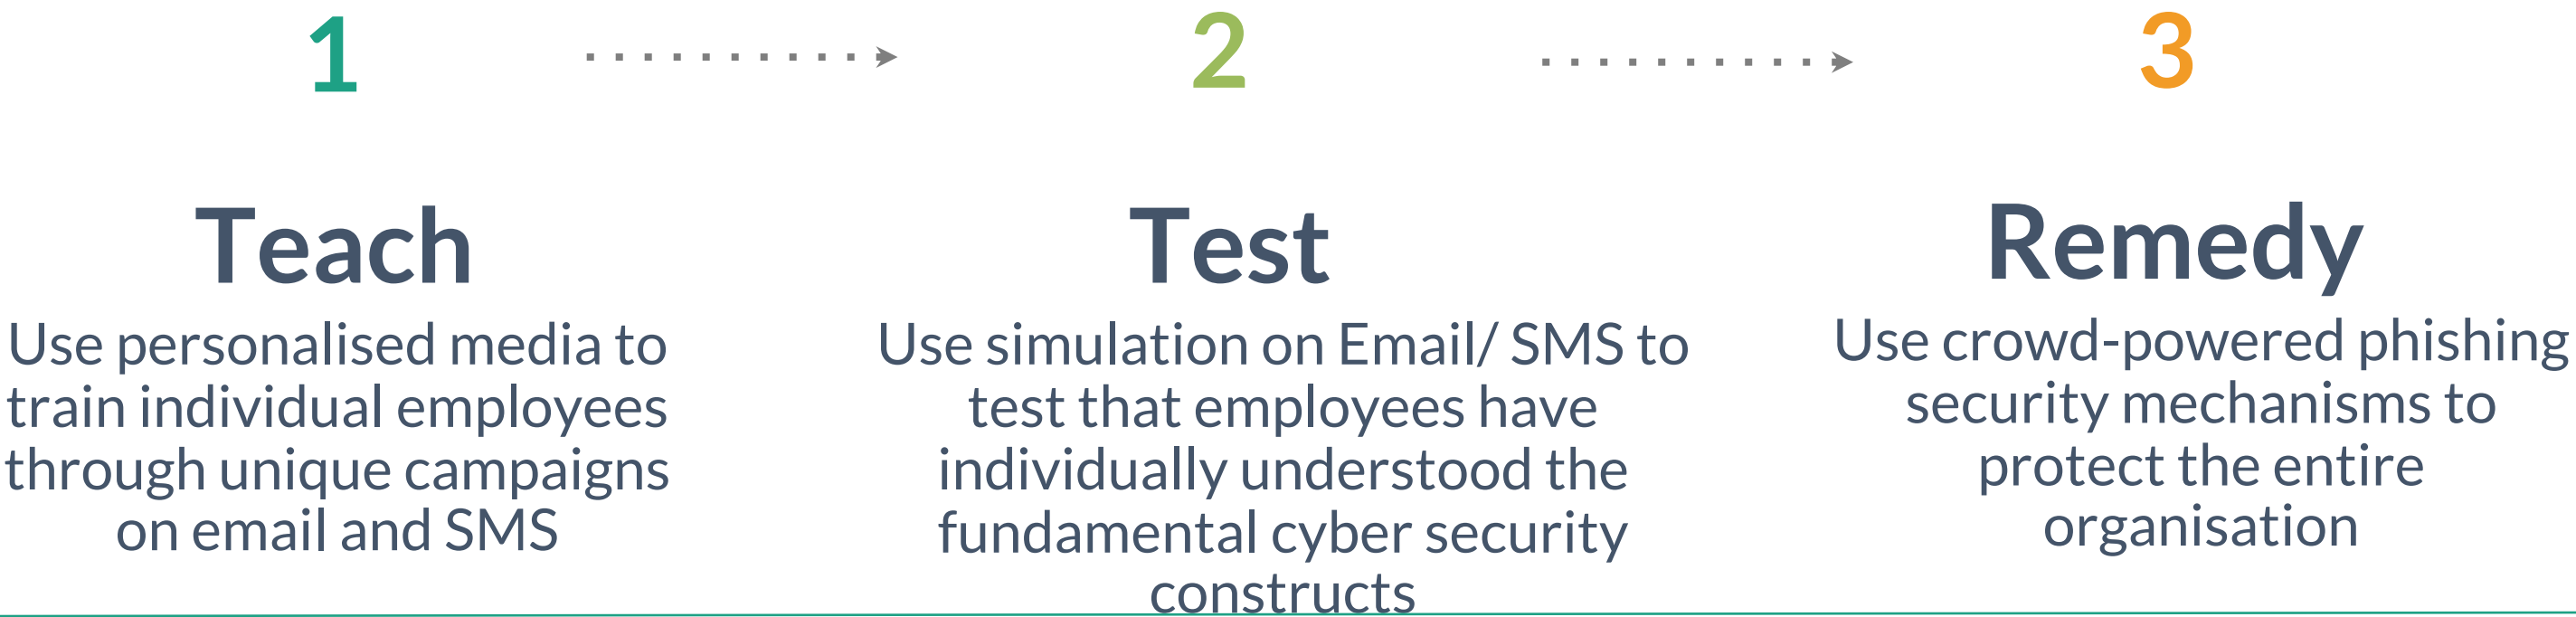 1
2
3
Teach
Use personalised media to
train individual employees
through unique campaigns
on email and SMS
Test
Use simulation on Email/ SMS to
test that employees have
individually understood the
fundamental cyber security
constructs
Remedy
Use crowd-powered phishing
security mechanisms to
protect the entire
organisation